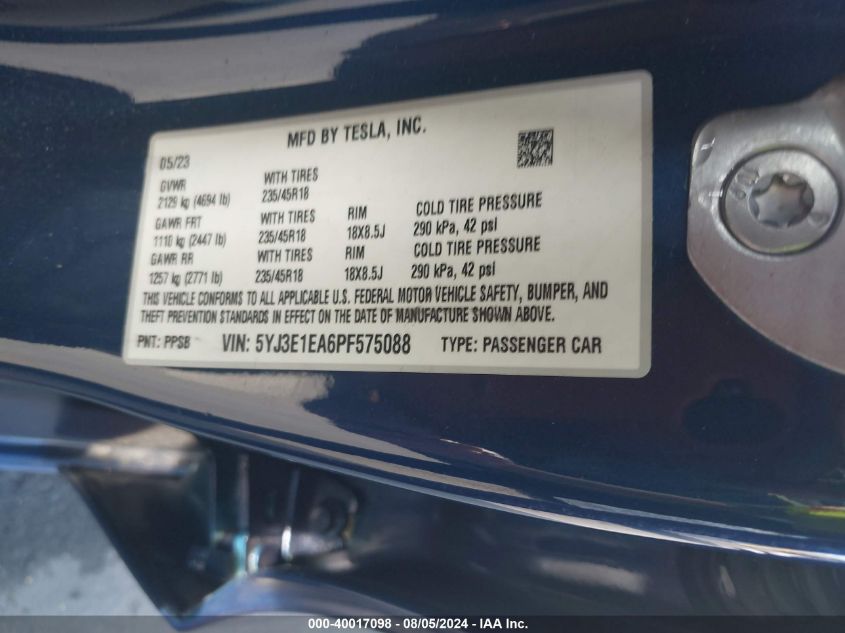 MFD BY TESLA, INC.
05/23
GVWR
2129 kg (4694 lb)
WITH TIRES
235/45R18
GAWR FRT
1110 kg (2447 lb)
WITH TIRES
235/45R18
RIM
18X8.5J
COLD TIRE PRESSURE
290 kPa, 42 psi
GAWR RR
1257 kg (2771 lb)
WITH TIRES
235/45R18
RIM
18X8.5J
COLD TIRE PRESSURE
290 kPa, 42 psi
THIS VEHICLE CONFORMS TO ALL APPLICABLE U.S. FEDERAL MOTOR VEHICLE SAFETY, BUMPER, AND
THEFT PREVENTION STANDARDS IN EFFECT ON THE DATE OF MANUFACTURE SHOWN ABOVE.
PNT: PPSB VIN: 5YJ3E1EA6PF575088 TYPE: PASSENGER CAR
000-40017098 - 08/05/2024 - IAA Inc.